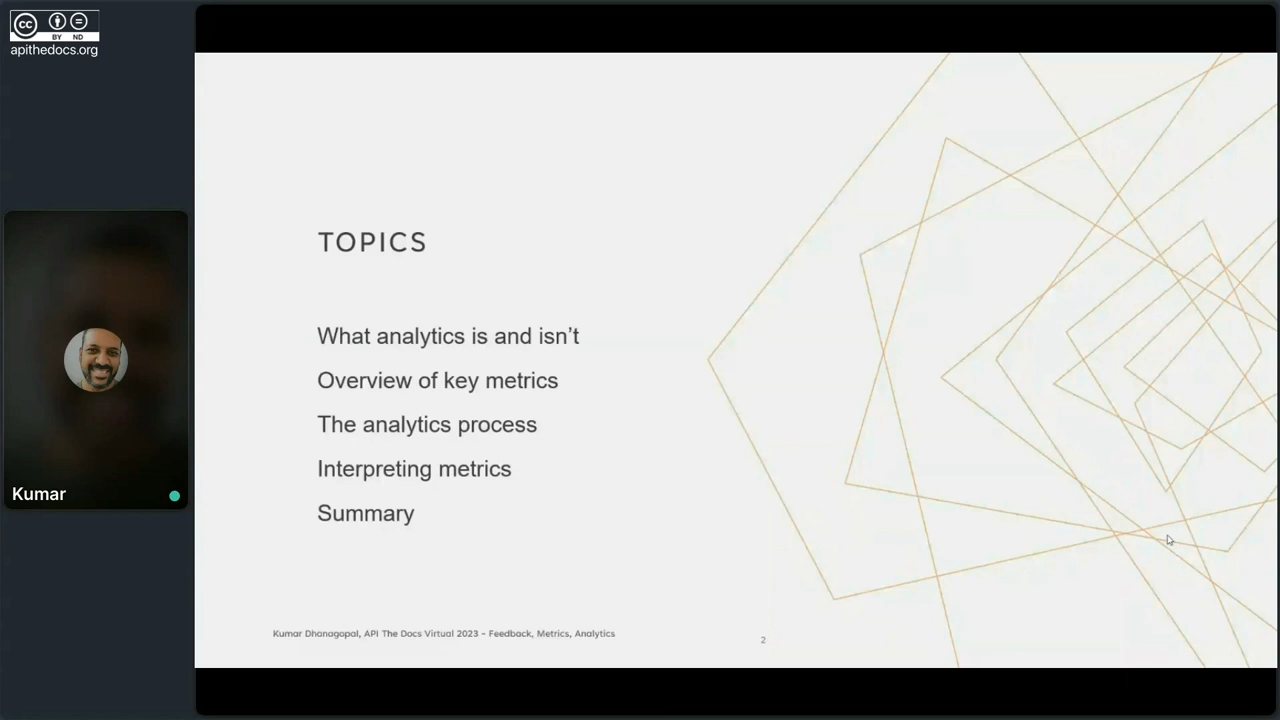 CC BY ND
apithedocs.org
TOPICS
What analytics is and isn't
Overview of key metrics
The analytics process
Interpreting metrics
Summary
Kumar
Kumar Dhanagopal, API The Docs Virtual 2023 – Feedback, Metrics, Analytics
2